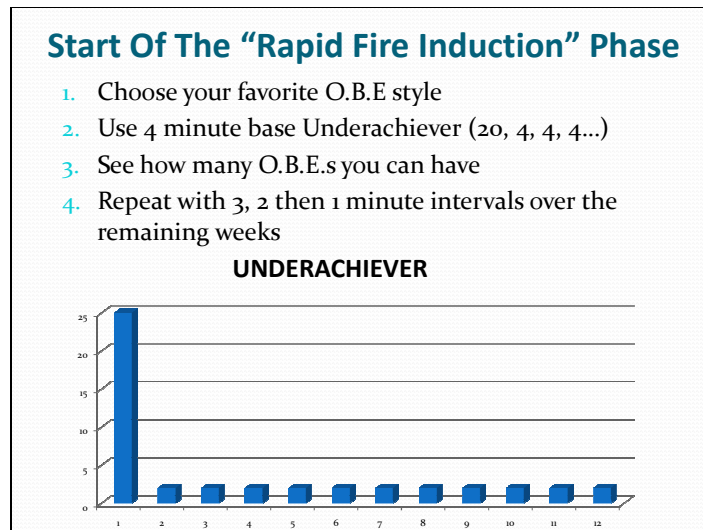 Start Of The “Rapid Fire Induction” Phase
1. Choose your favorite O.B.E style
2. Use 4 minute base Underachiever (20, 4, 4, 4...)
3. See how many O.B.E.s you can have
4. Repeat with 3, 2 then 1 minute intervals over the
remaining weeks
UNDERACHIEVER
25
20
15
10
5
0
1 2 3 4 5 6 7 8 9 10 11 12